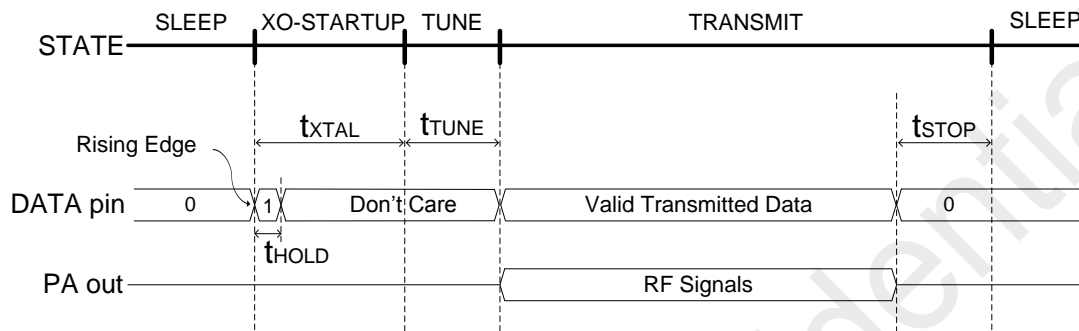 SLEEP XO-STARTUP TUNE TRANSMIT SLEEP
STATE
tXTAL tTUNE tSTOP
Rising Edge
DATA pin 0 1 Don't Care Valid Transmitted Data 0
tHOLD
PA out RF Signals